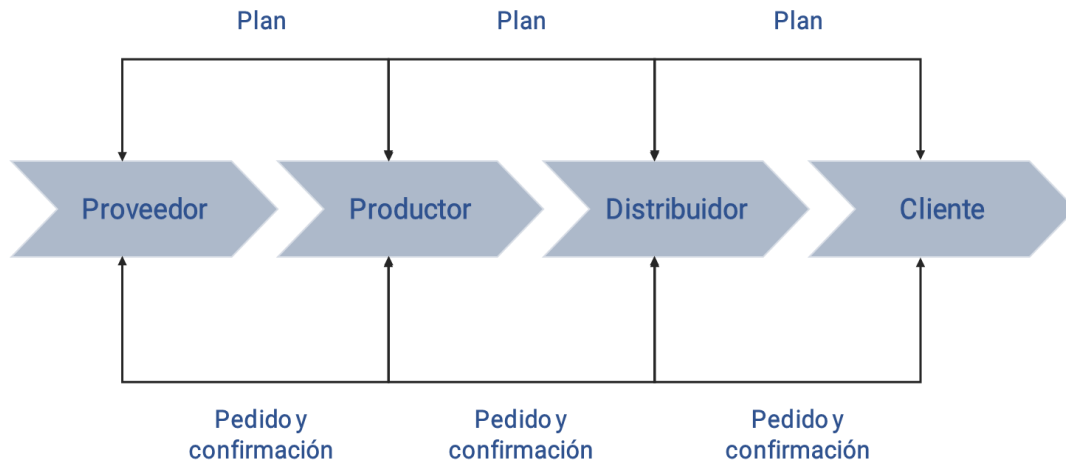 Plan
Plan
Plan
Proveedor
Productor
Distribuidor
Cliente
Pedido y
confirmación
Pedido y
confirmación
Pedido y
confirmación